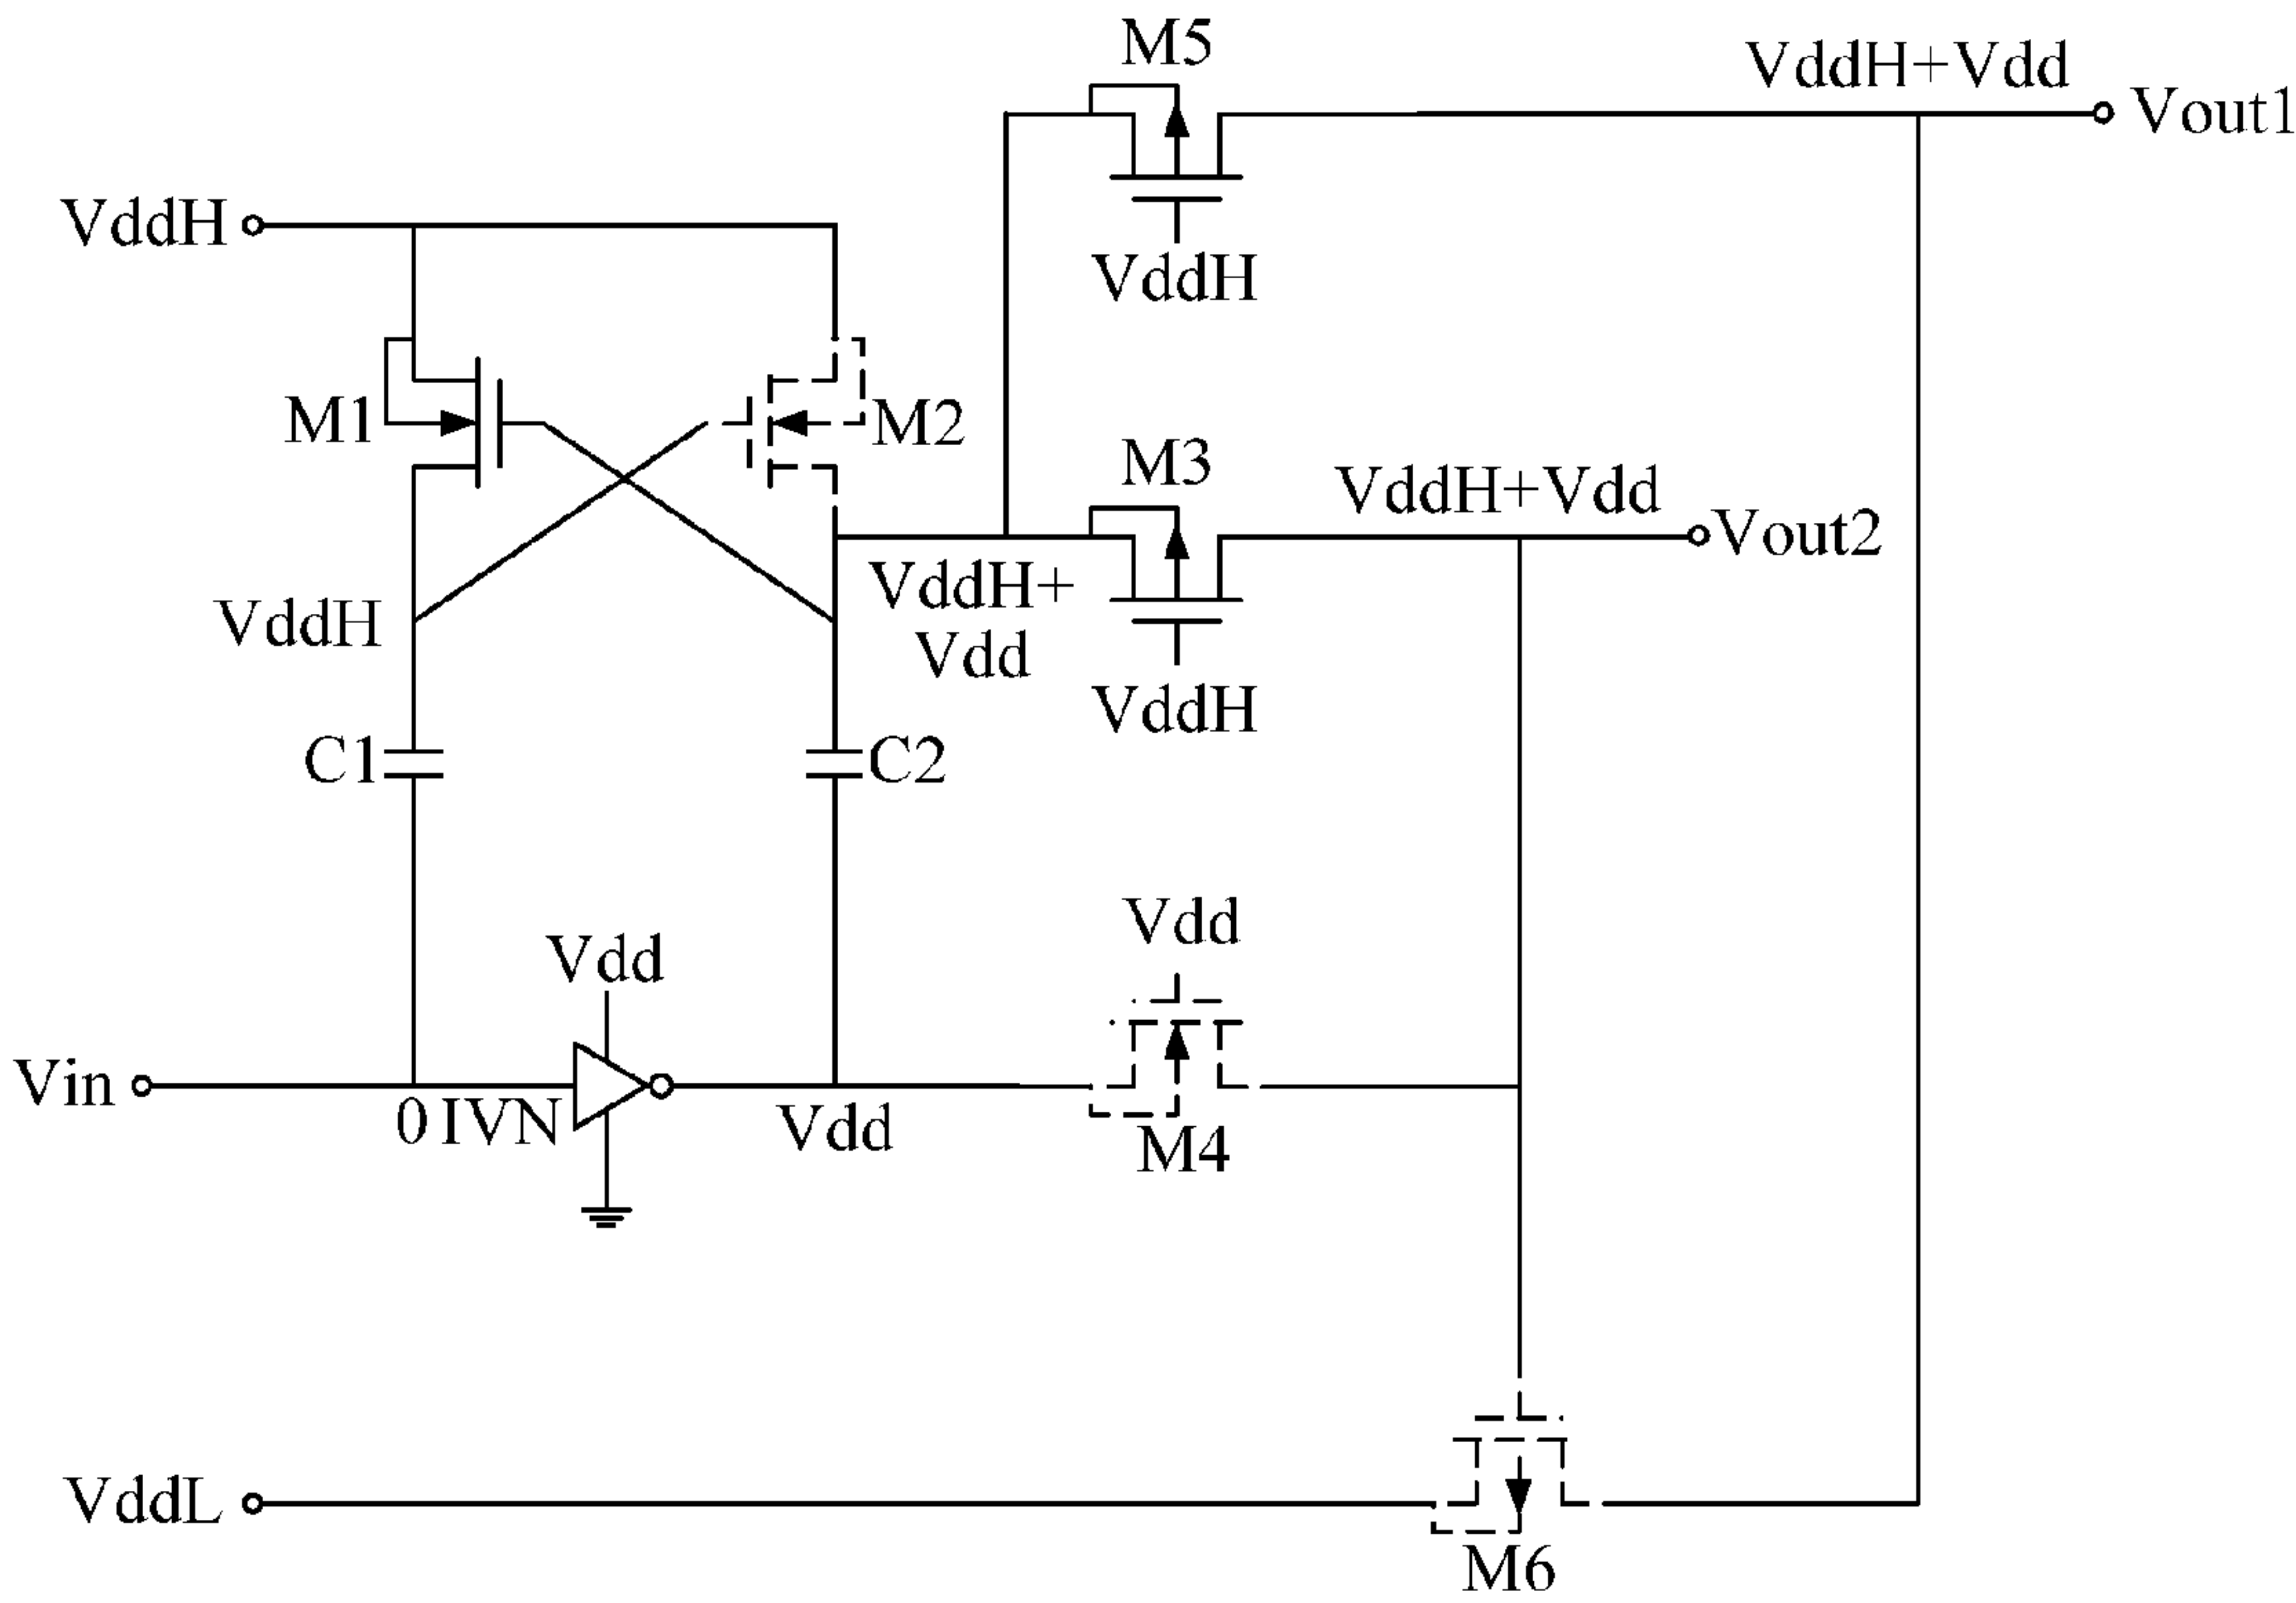 M5
VddH+Vdd
Vout1
VddH
VddH
M1
M2
M3
VddH+Vdd
Vout2
VddH+
Vdd
VddH
VddH
C1
C2
Vdd
Vdd
Vin
0 IVN
Vdd
M4
VddL
M6